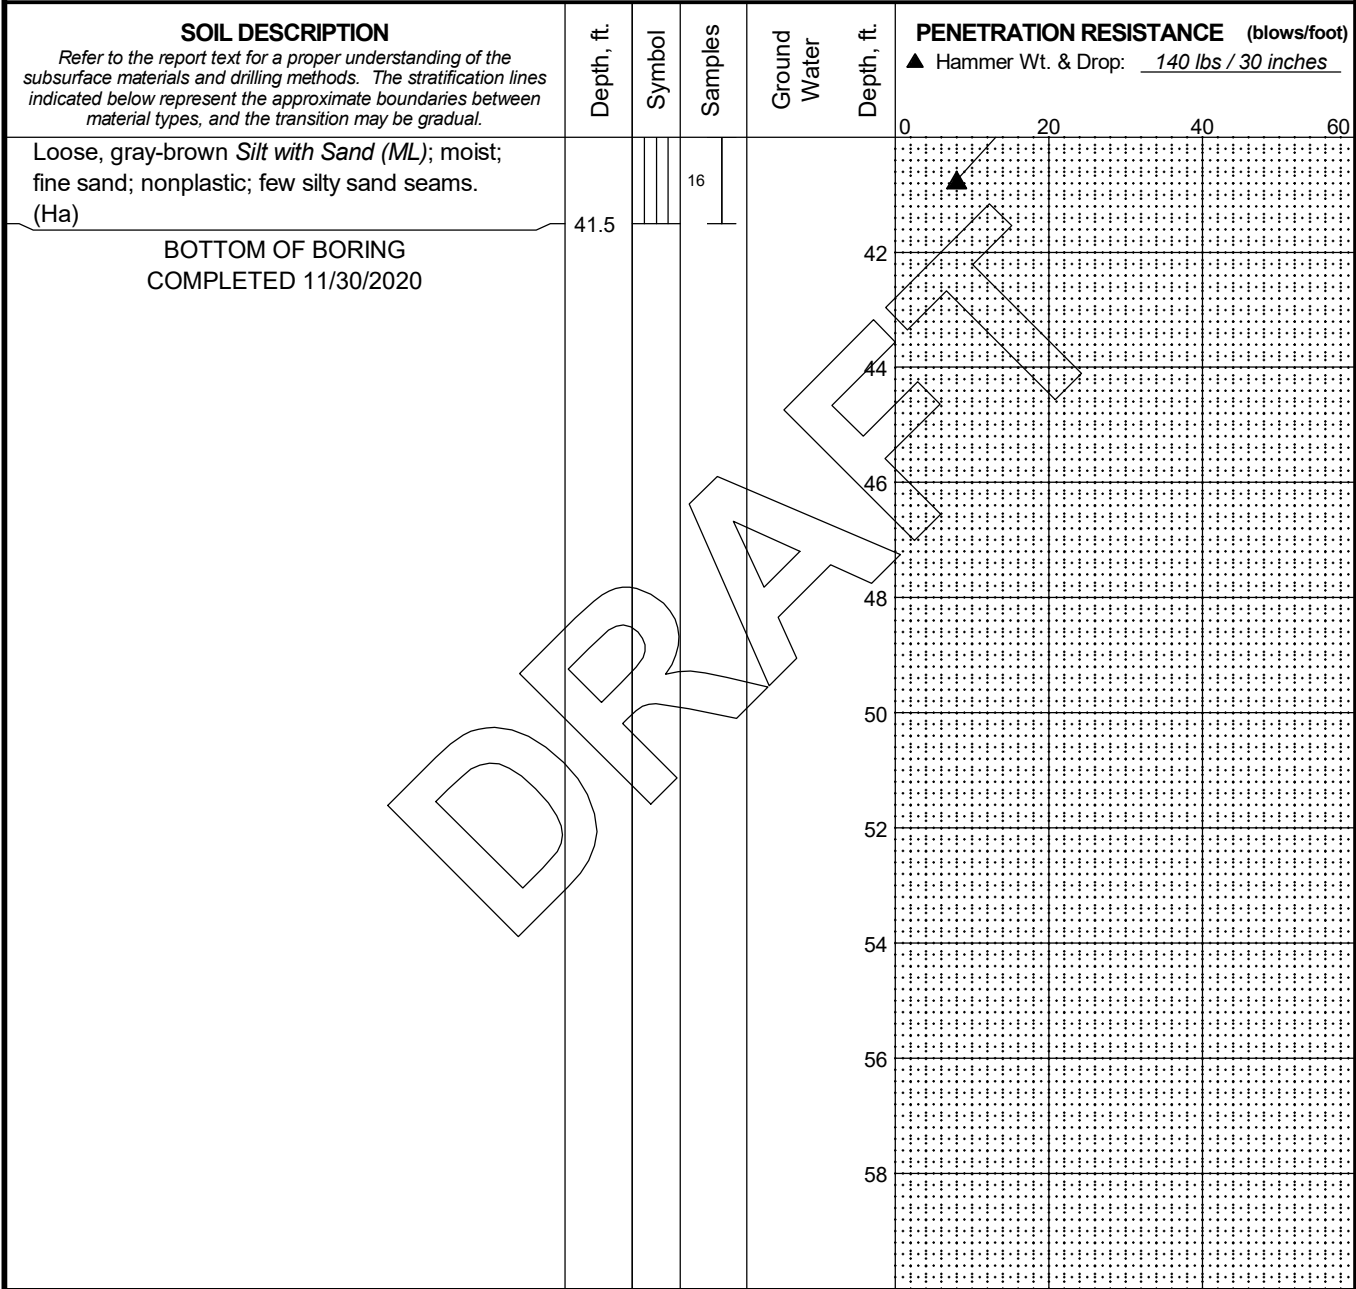 SOIL DESCRIPTION
Refer to the report text for a proper understanding of the
subsurface materials and drilling methods. The stratification lines
indicated below represent the approximate boundaries between
material types, and the transition may be gradual.
Depth, ft.
Symbol
Samples
Ground
Water
Depth, ft.
PENETRATION RESISTANCE (blows/foot)
▲ Hammer Wt. & Drop: 140 lbs / 30 inches
0 20 40 60
Loose, gray-brown Silt with Sand (ML); moist;
fine sand; nonplastic; few silty sand seams.
(Ha)
41.5
16
BOTTOM OF BORING
COMPLETED 11/30/2020
42
44
46
48
50
52
54
56
58
DRAFT